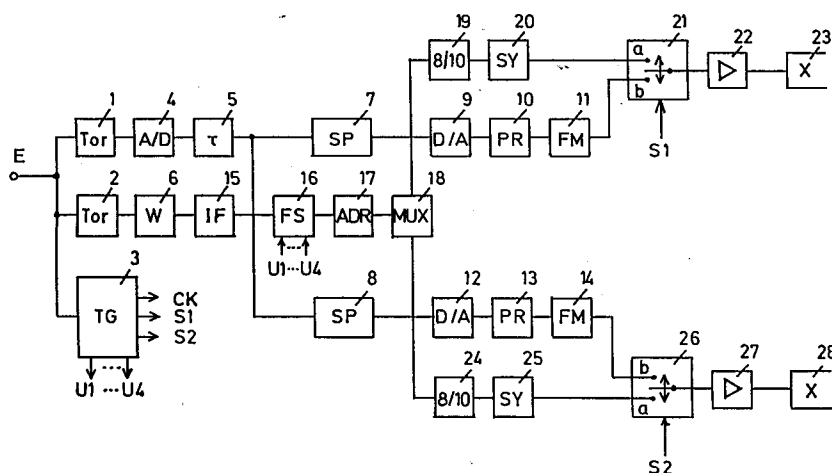 19 20 21 22 23
8/10 SY a b ▷ X
1 4 5 7 9 10 11
Tor A/D τ SP D/A PR FM
S1
E
2 6 15 16 17 18
Tor W IF FS ADR MUX
U1...U4
3 8 12 13 14
TG CK SP D/A PR FM
S1
S2
U1...U4
24 25 26 27 28
8/10 SY b a ▷ X
S2